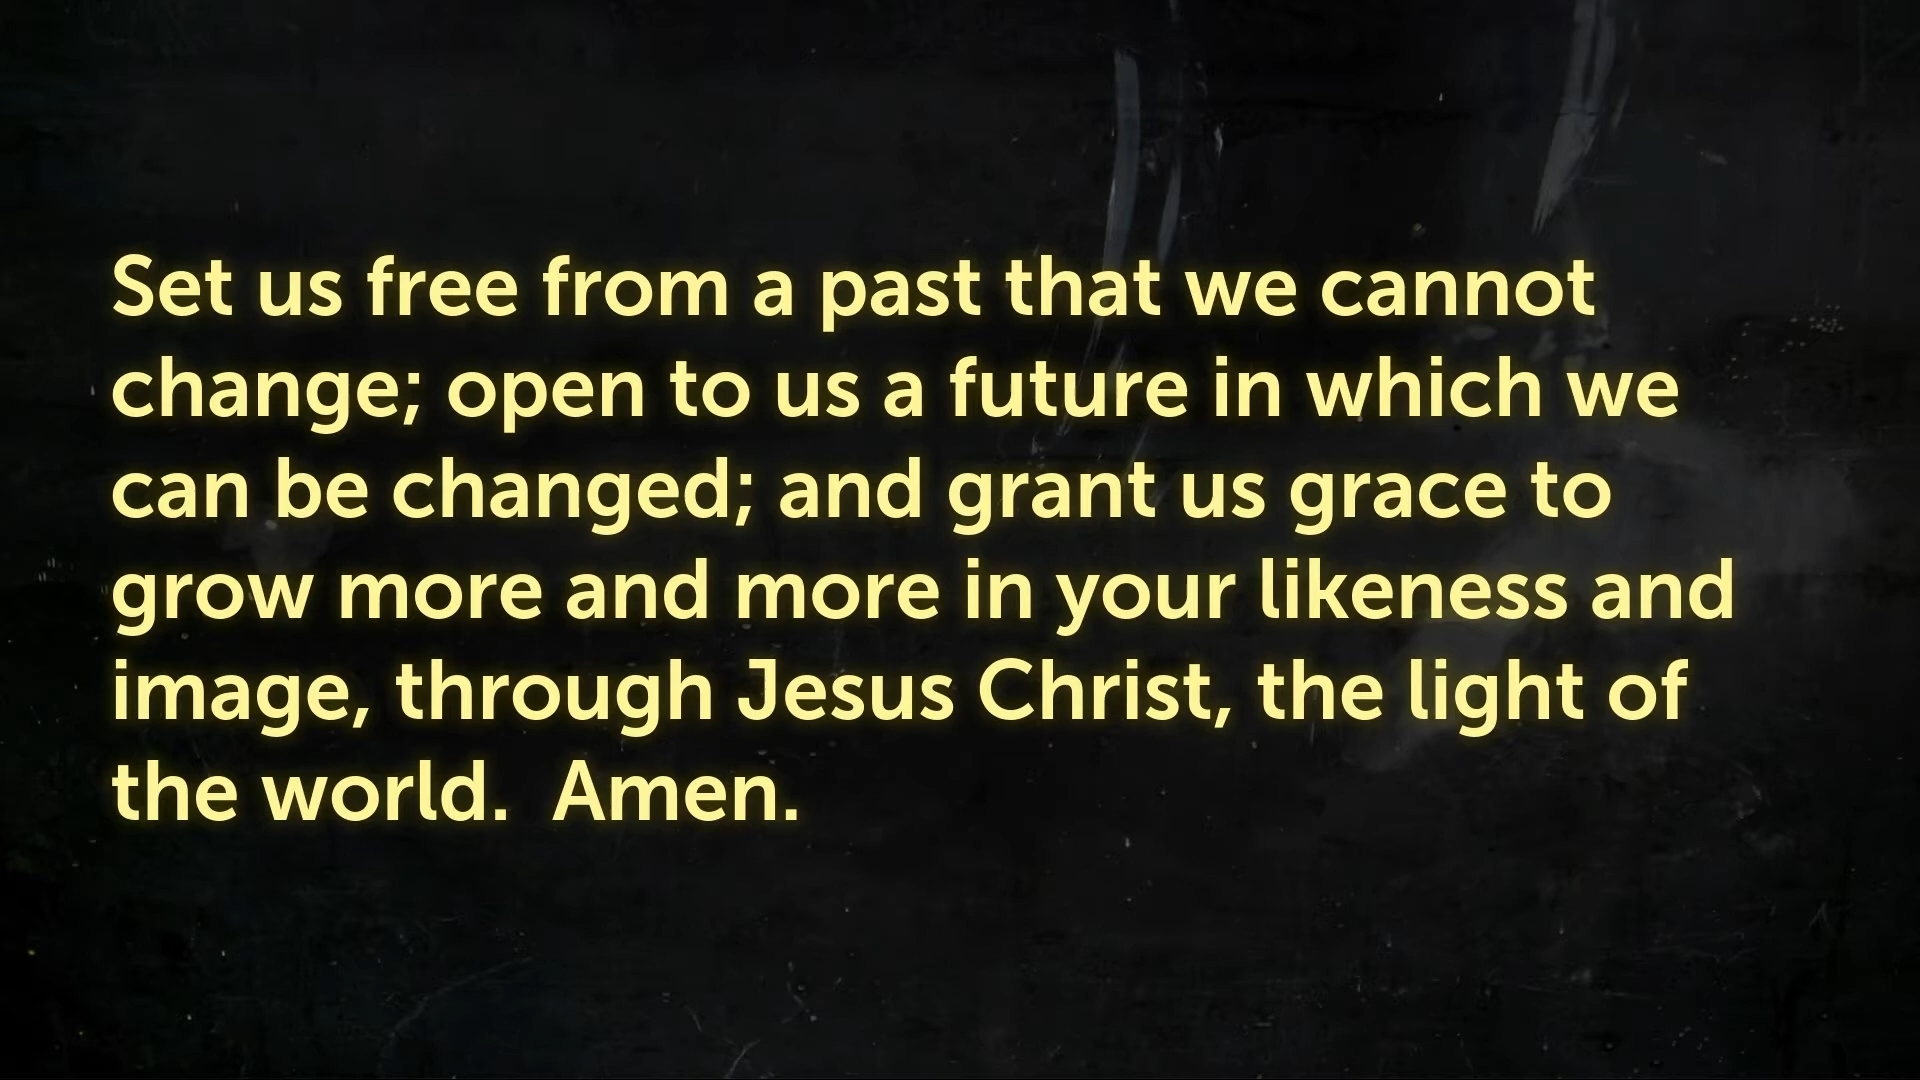 Set us free from a past that we cannot
change; open to us a future in which we
can be changed; and grant us grace to
grow more and more in your likeness and
image, through Jesus Christ, the light of
the world.  Amen.